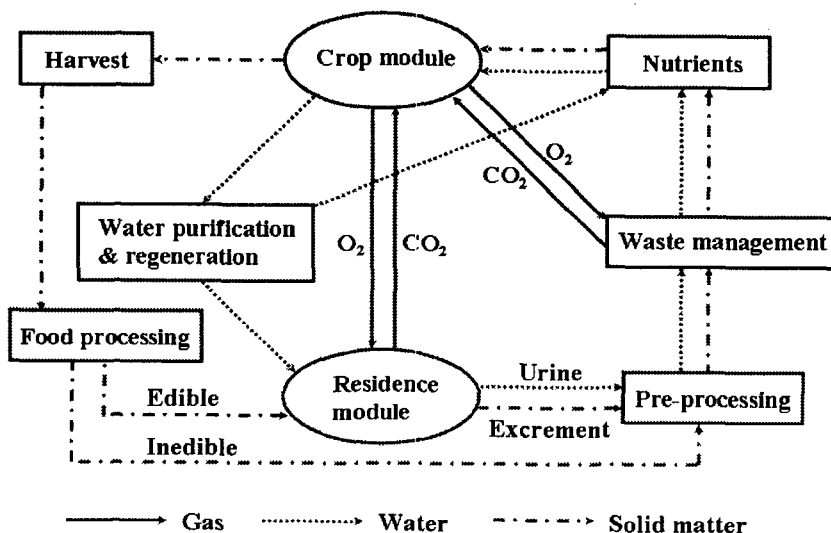 Harvest
Crop module
Nutrients
O2
CO2
Water purification
& regeneration
O2
CO2
Waste management
Food processing
Residence
module
Urine
Pre-processing
Edible
Excrement
Inedible
Gas
Water
Solid matter